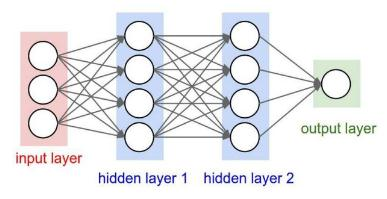 output layer
input layer
hidden layer 1
hidden layer 2